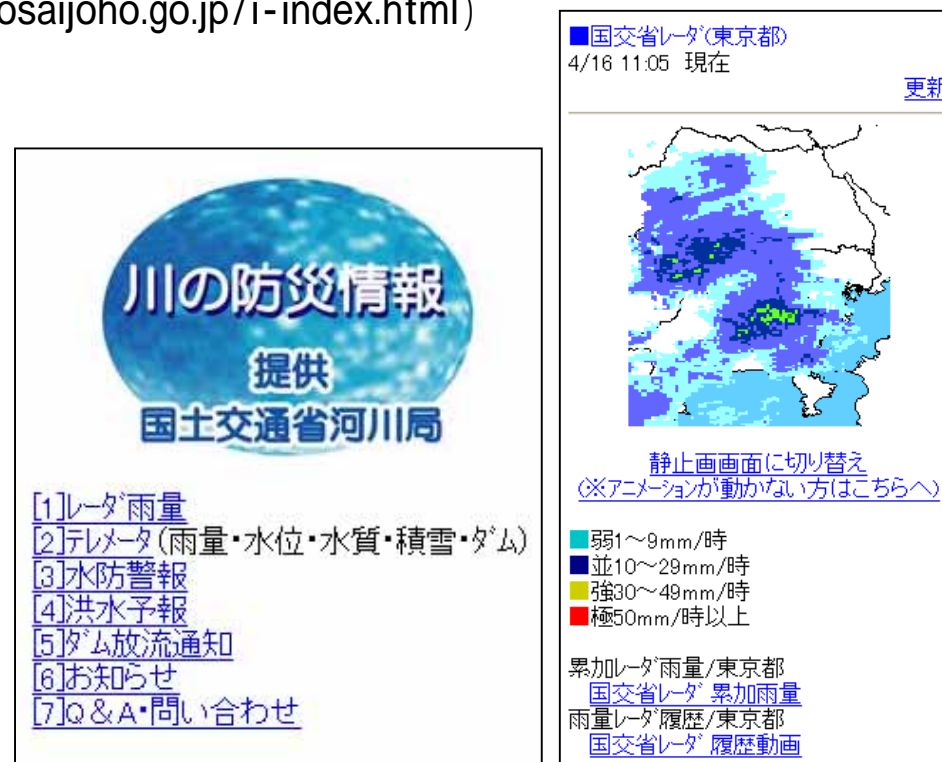 osaijoho.go.jp/i-index.html）
川の防災情報
提供
国土交通省河川局
[1]ﾚｰﾀﾞ雨量
[2]ﾃﾚﾒｰﾀ(雨量・水位・水質・積雪・ﾀﾞﾑ)
[3]水防警報
[4]洪水予報
[5]ﾀﾞﾑ放流通知
[6]お知らせ
[7]Q＆A・問い合わせ
■国交省ﾚｰﾀﾞ(東京都)
4/16 11:05 現在
更新
静止画画面に切り替え
(※ｱﾆﾒｰｼｮﾝが動かない方はこちらへ)
■弱1～9mm/時
■並10～29mm/時
■強30～49mm/時
■極50mm/時以上
累加ﾚｰﾀﾞ雨量/東京都
国交省ﾚｰﾀﾞ 累加雨量
雨量ﾚｰﾀﾞ履歴/東京都
国交省ﾚｰﾀﾞ 履歴動画